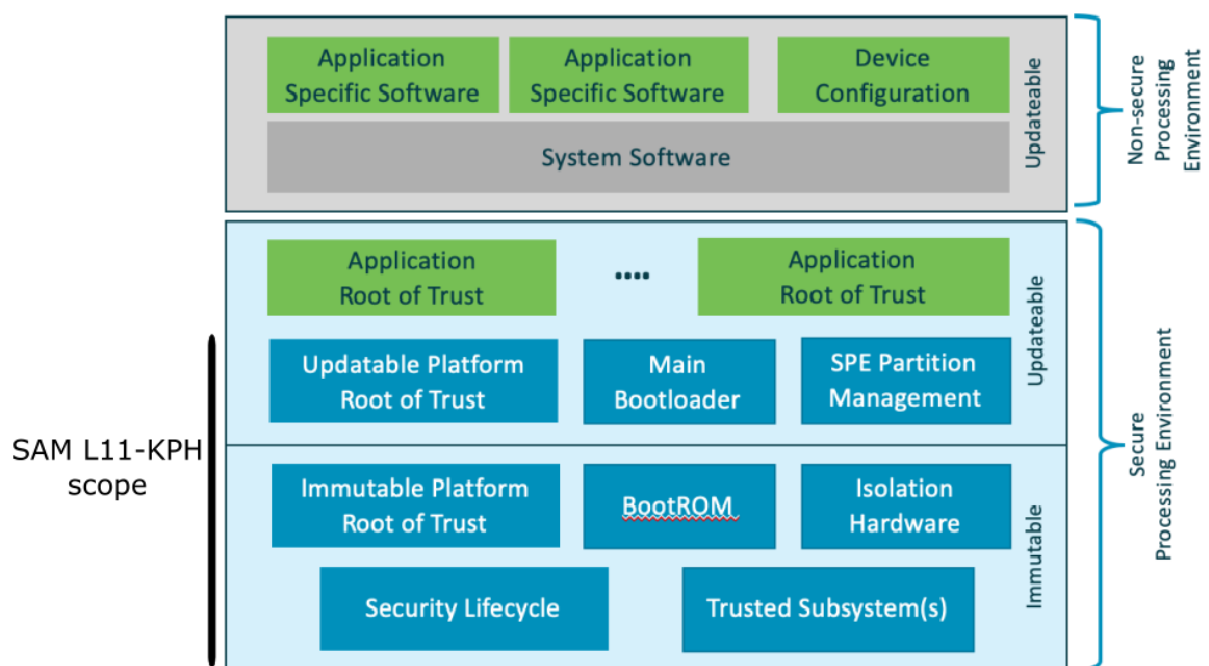 Application
Specific Software
Application
Specific Software
Device
Configuration
System Software
Updateable
Non-secure
Processing
Environment
Application
Root of Trust
....
Application
Root of Trust
Updatable Platform
Root of Trust
Main
Bootloader
SPE Partition
Management
Updateable
SAM L11-KPH
scope
Immutable Platform
Root of Trust
BootROM
Isolation
Hardware
Security Lifecycle
Trusted Subsystem(s)
Immutable
Secure
Processing Environment